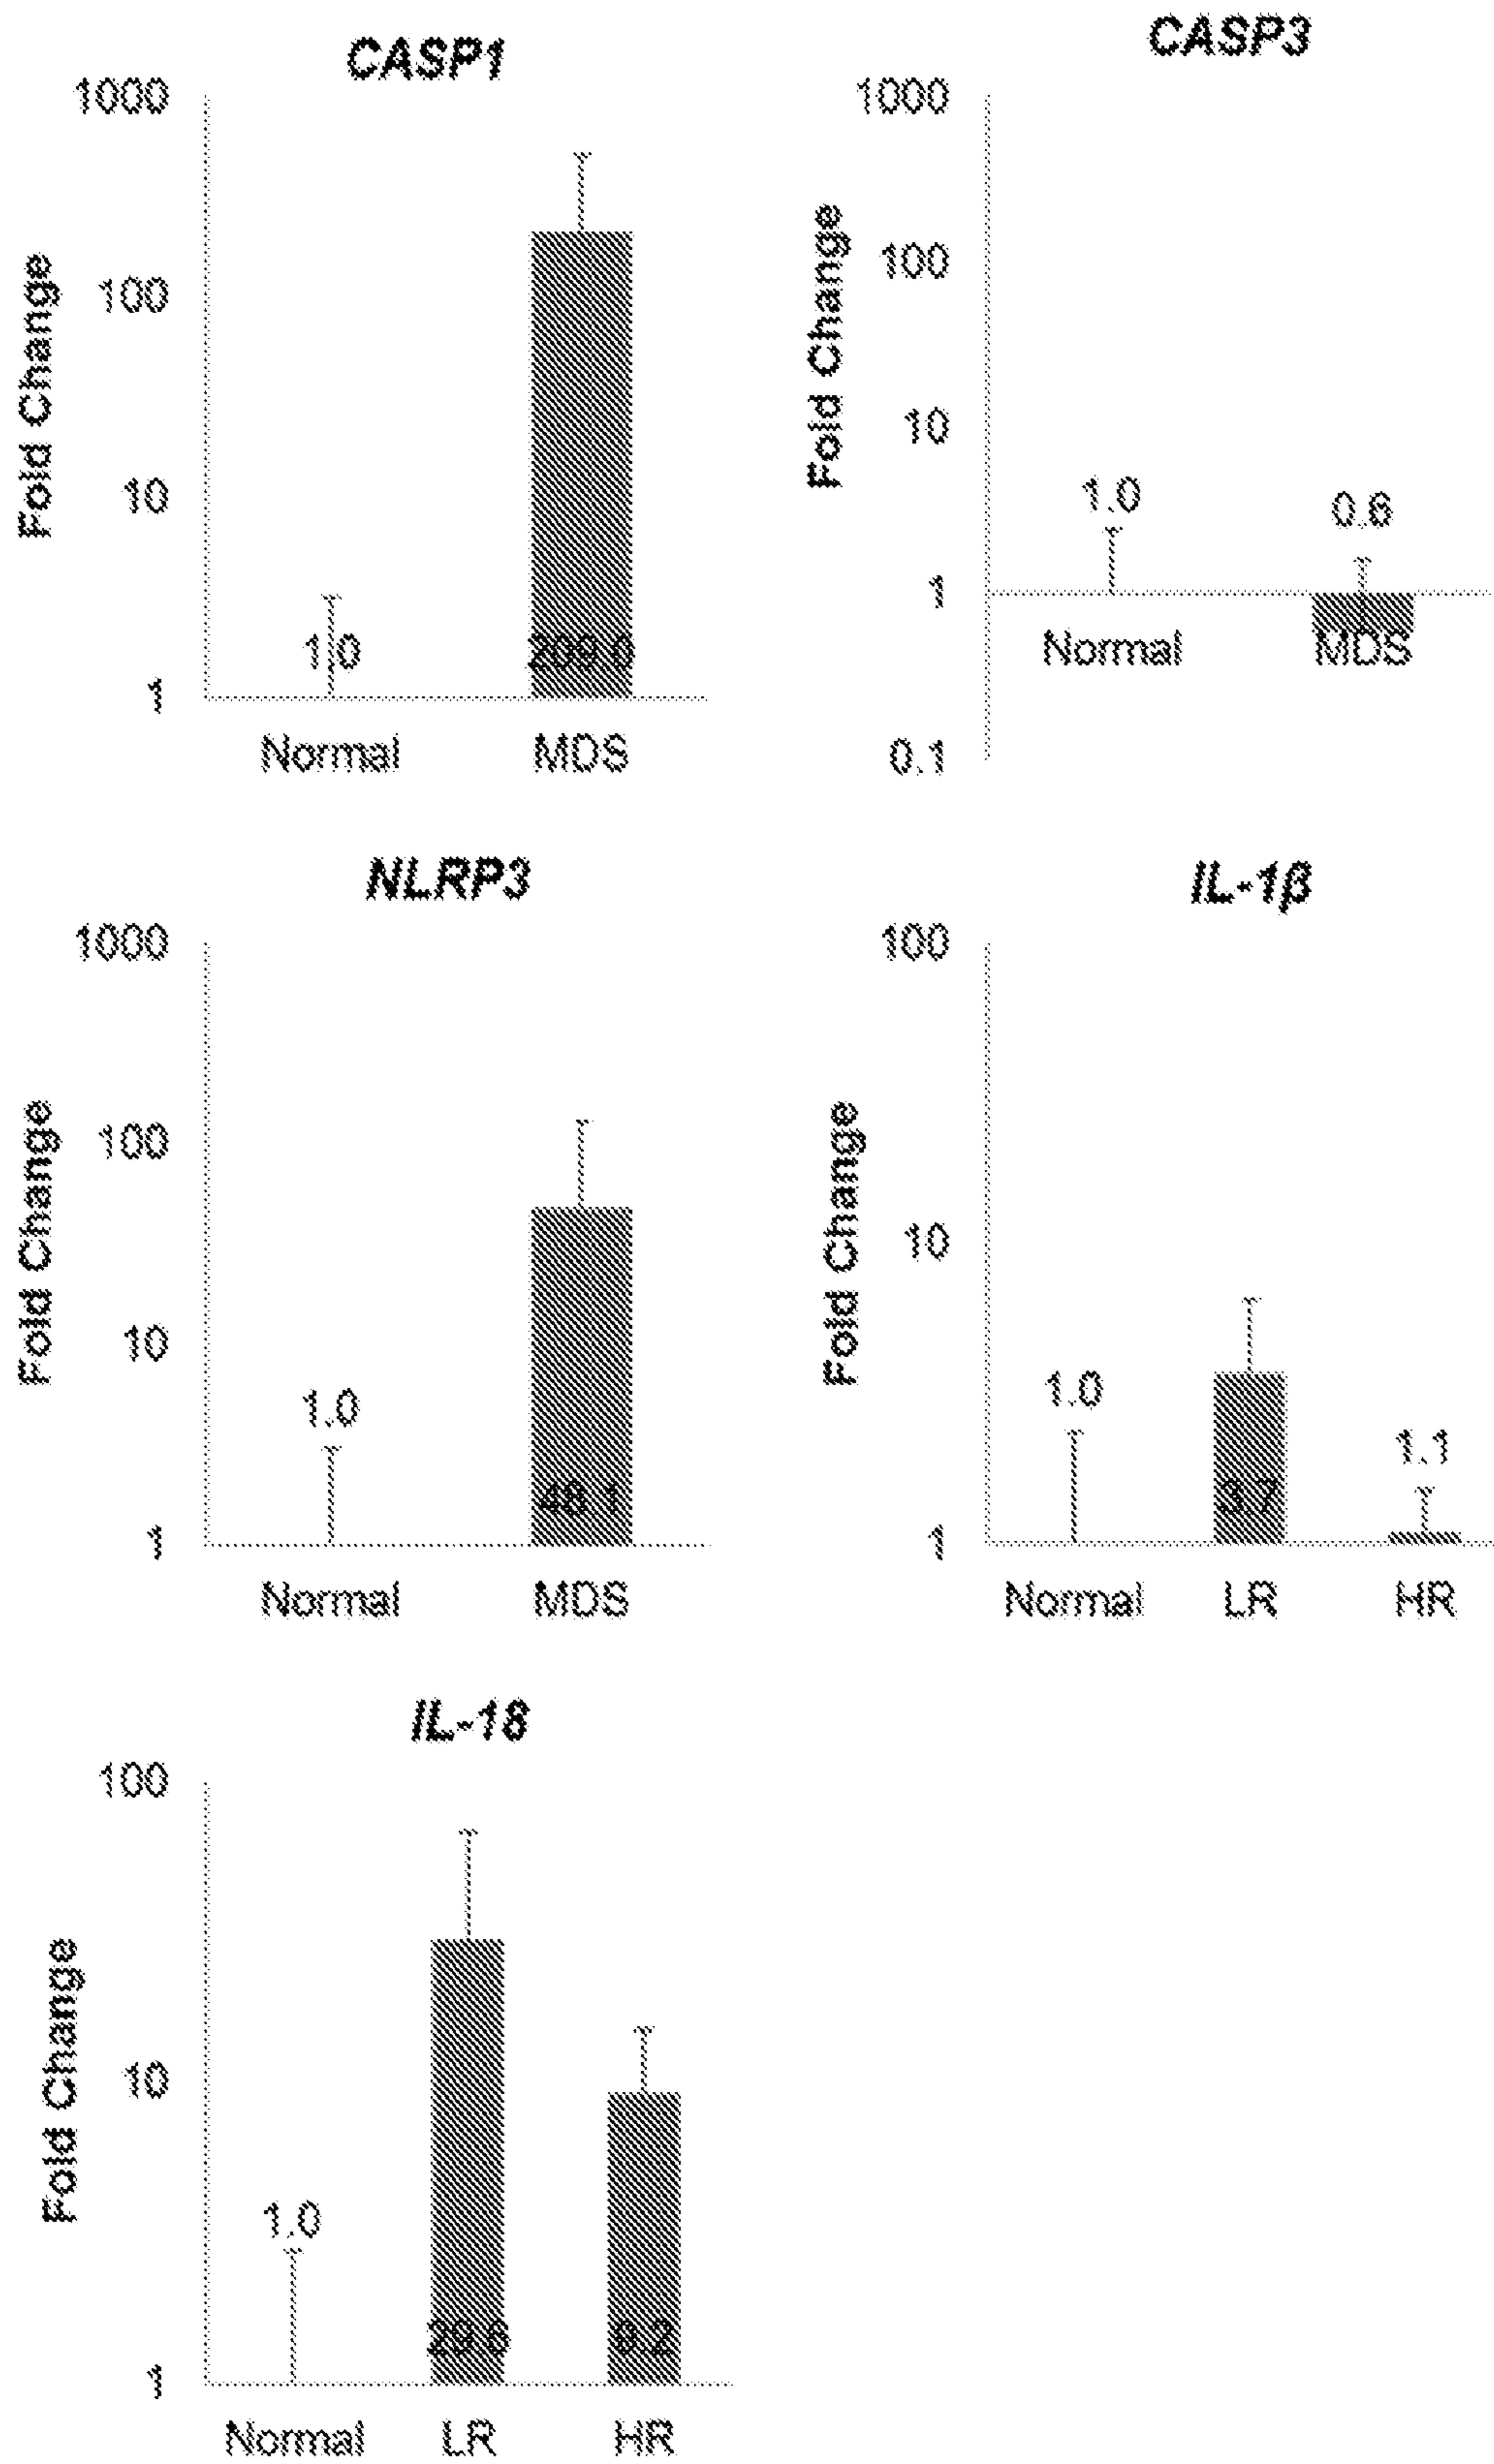 CASP1
1000
100
10
1
Fold Change
1.0
209.0
Normal
MDS
CASP3
1000
100
10
1
0.1
Fold Change
1.0
0.6
Normal
MDS
NLRP3
1000
100
10
1
Fold Change
1.0
48.1
Normal
MDS
IL-1β
100
10
1
Fold Change
1.0
3.7
1.1
Normal
LR
HR
IL-18
100
10
1
Fold Change
1.0
29.6
9.2
Normal
LR
HR